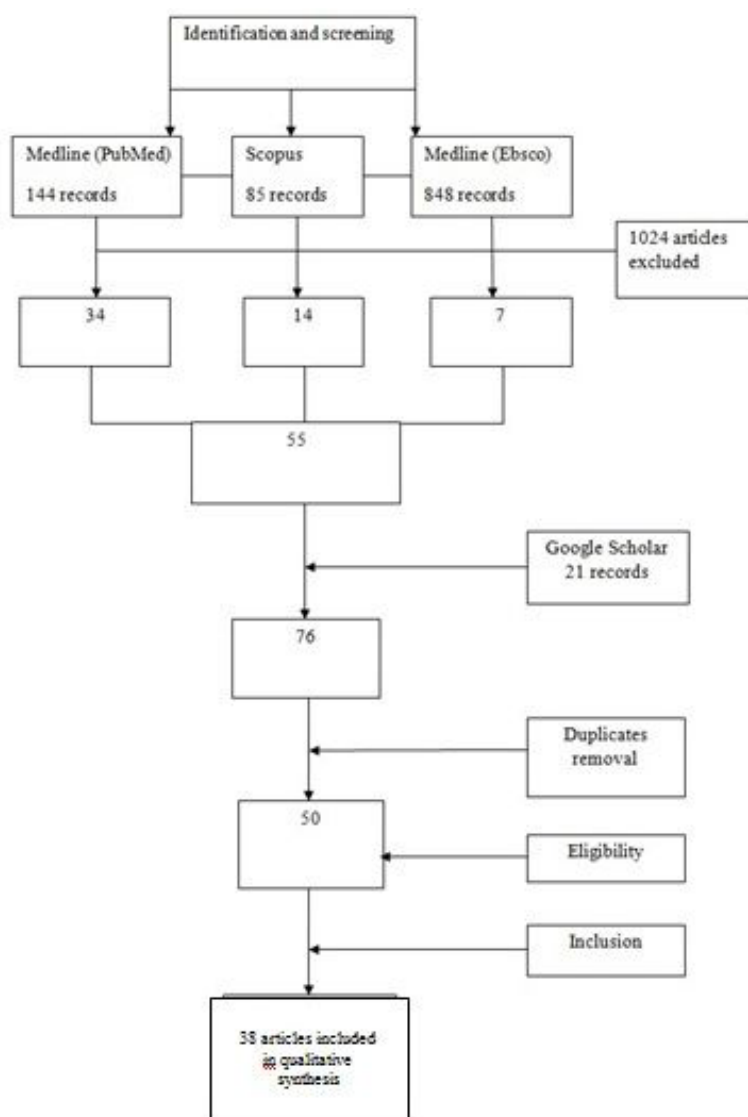 Identification and screening
Medline (PubMed)
144 records
Scopus
85 records
Medline (Ebsco)
848 records
1024 articles
excluded
34
14
7
55
Google Scholar
21 records
76
Duplicates
removal
50
Eligibility
Inclusion
38 articles included
in qualitative
synthesis